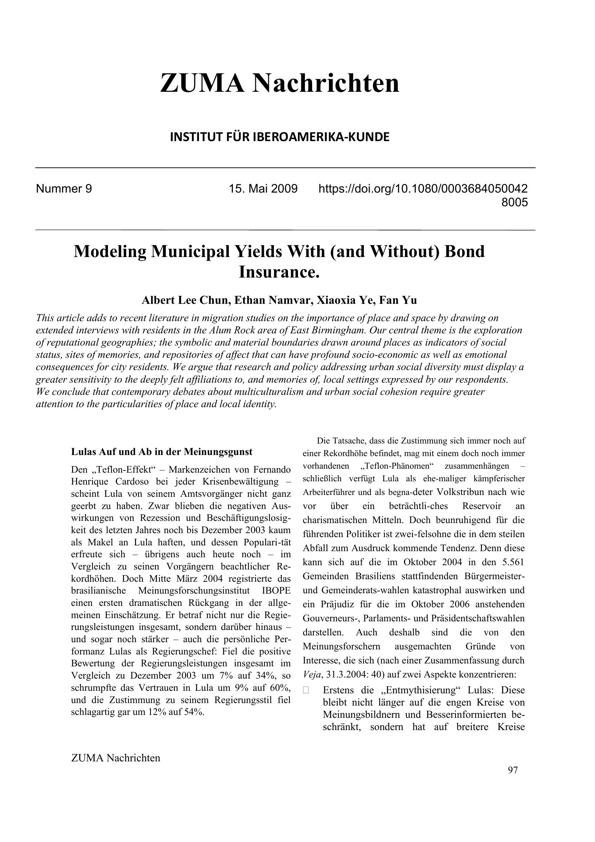 ZUMA Nachrichten
INSTITUT FÜR IBEROAMERIKA-KUNDE
Nummer 9 15. Mai 2009 https://doi.org/10.1080/0003684050042
8005
Modeling Municipal Yields With (and Without) Bond
Insurance.
Albert Lee Chun, Ethan Namvar, Xiaoxia Ye, Fan Yu
This article adds to recent literature in migration studies on the importance of place and space by drawing on
extended interviews with residents in the Alum Rock area of East Birmingham. Our central theme is the exploration
of reputational geographies; the symbolic and material boundaries drawn around places as indicators of social
status, sites of memories, and repositories of affect that can have profound socio-economic as well as emotional
consequences for city residents. We argue that research and policy addressing urban social diversity must display a
greater sensitivity to the deeply felt affiliations to, and memories of, local settings expressed by our respondents.
We conclude that contemporary debates about multiculturalism and urban social cohesion require greater
attention to the particularities of place and local identity.
Lulas Auf und Ab in der Meinungsgunst
Den „Teflon-Effekt“ – Markenzeichen von Fernando
Henrique Cardoso bei jeder Krisenbewältigung –
scheint Lula von seinem Amtsvorgänger nicht ganz
geerbt zu haben. Zwar blieben die negativen Aus-
wirkungen von Rezession und Beschäftigungslosig-
keit des letzten Jahres noch bis Dezember 2003 kaum
als Makel an Lula haften, und dessen Populari-tät
erfreute sich – übrigens auch heute noch – im
Vergleich zu seinen Vorgängern beachtlicher Re-
kordhöhen. Doch Mitte März 2004 registrierte das
brasilianische Meinungsforschungsinstitut IBOPE
einen ersten dramatischen Rückgang in der allge-
meinen Einschätzung. Er betraf nicht nur die Regie-
rungsleistungen insgesamt, sondern darüber hinaus –
und sogar noch stärker – auch die persönliche Per-
formanz Lulas als Regierungschef: Fiel die positive
Bewertung der Regierungsleistungen insgesamt im
Vergleich zu Dezember 2003 um 7% auf 34%, so
schrumpfte das Vertrauen in Lula um 9% auf 60%,
und die Zustimmung zu seinem Regierungsstil fiel
schlagartig gar um 12% auf 54%.
Die Tatsache, dass die Zustimmung sich immer noch auf
einer Rekordhöhe befindet, mag mit einem doch noch immer
vorhandenen „Teflon-Phänomen“ zusammenhängen –
schließlich verfügt Lula als ehe-maliger kämpferischer
Arbeiterführer und als begna-deter Volkstribun nach wie
vor über ein beträchtli-ches Reservoir an
charismatischen Mitteln. Doch beunruhigend für die
führenden Politiker ist zwei-felsohne die in dem steilen
Abfall zum Ausdruck kommende Tendenz. Denn diese
kann sich auf die im Oktober 2004 in den 5.561
Gemeinden Brasiliens stattfindenden Bürgermeister-
und Gemeinderats-wahlen katastrophal auswirken und
ein Präjudiz für die im Oktober 2006 anstehenden
Gouverneurs-, Parlaments- und Präsidentschaftswahlen
darstellen. Auch deshalb sind die von den
Meinungsforschern ausgemachten Gründe von
Interesse, die sich (nach einer Zusammenfassung durch
Veja, 31.3.2004: 40) auf zwei Aspekte konzentrieren:
Erstens die „Entmythisierung“ Lulas: Diese
bleibt nicht länger auf die engen Kreise von
Meinungsbildnern und Besserinformierten be-
schränkt, sondern hat auf breitere Kreise
ZUMA Nachrichten
97